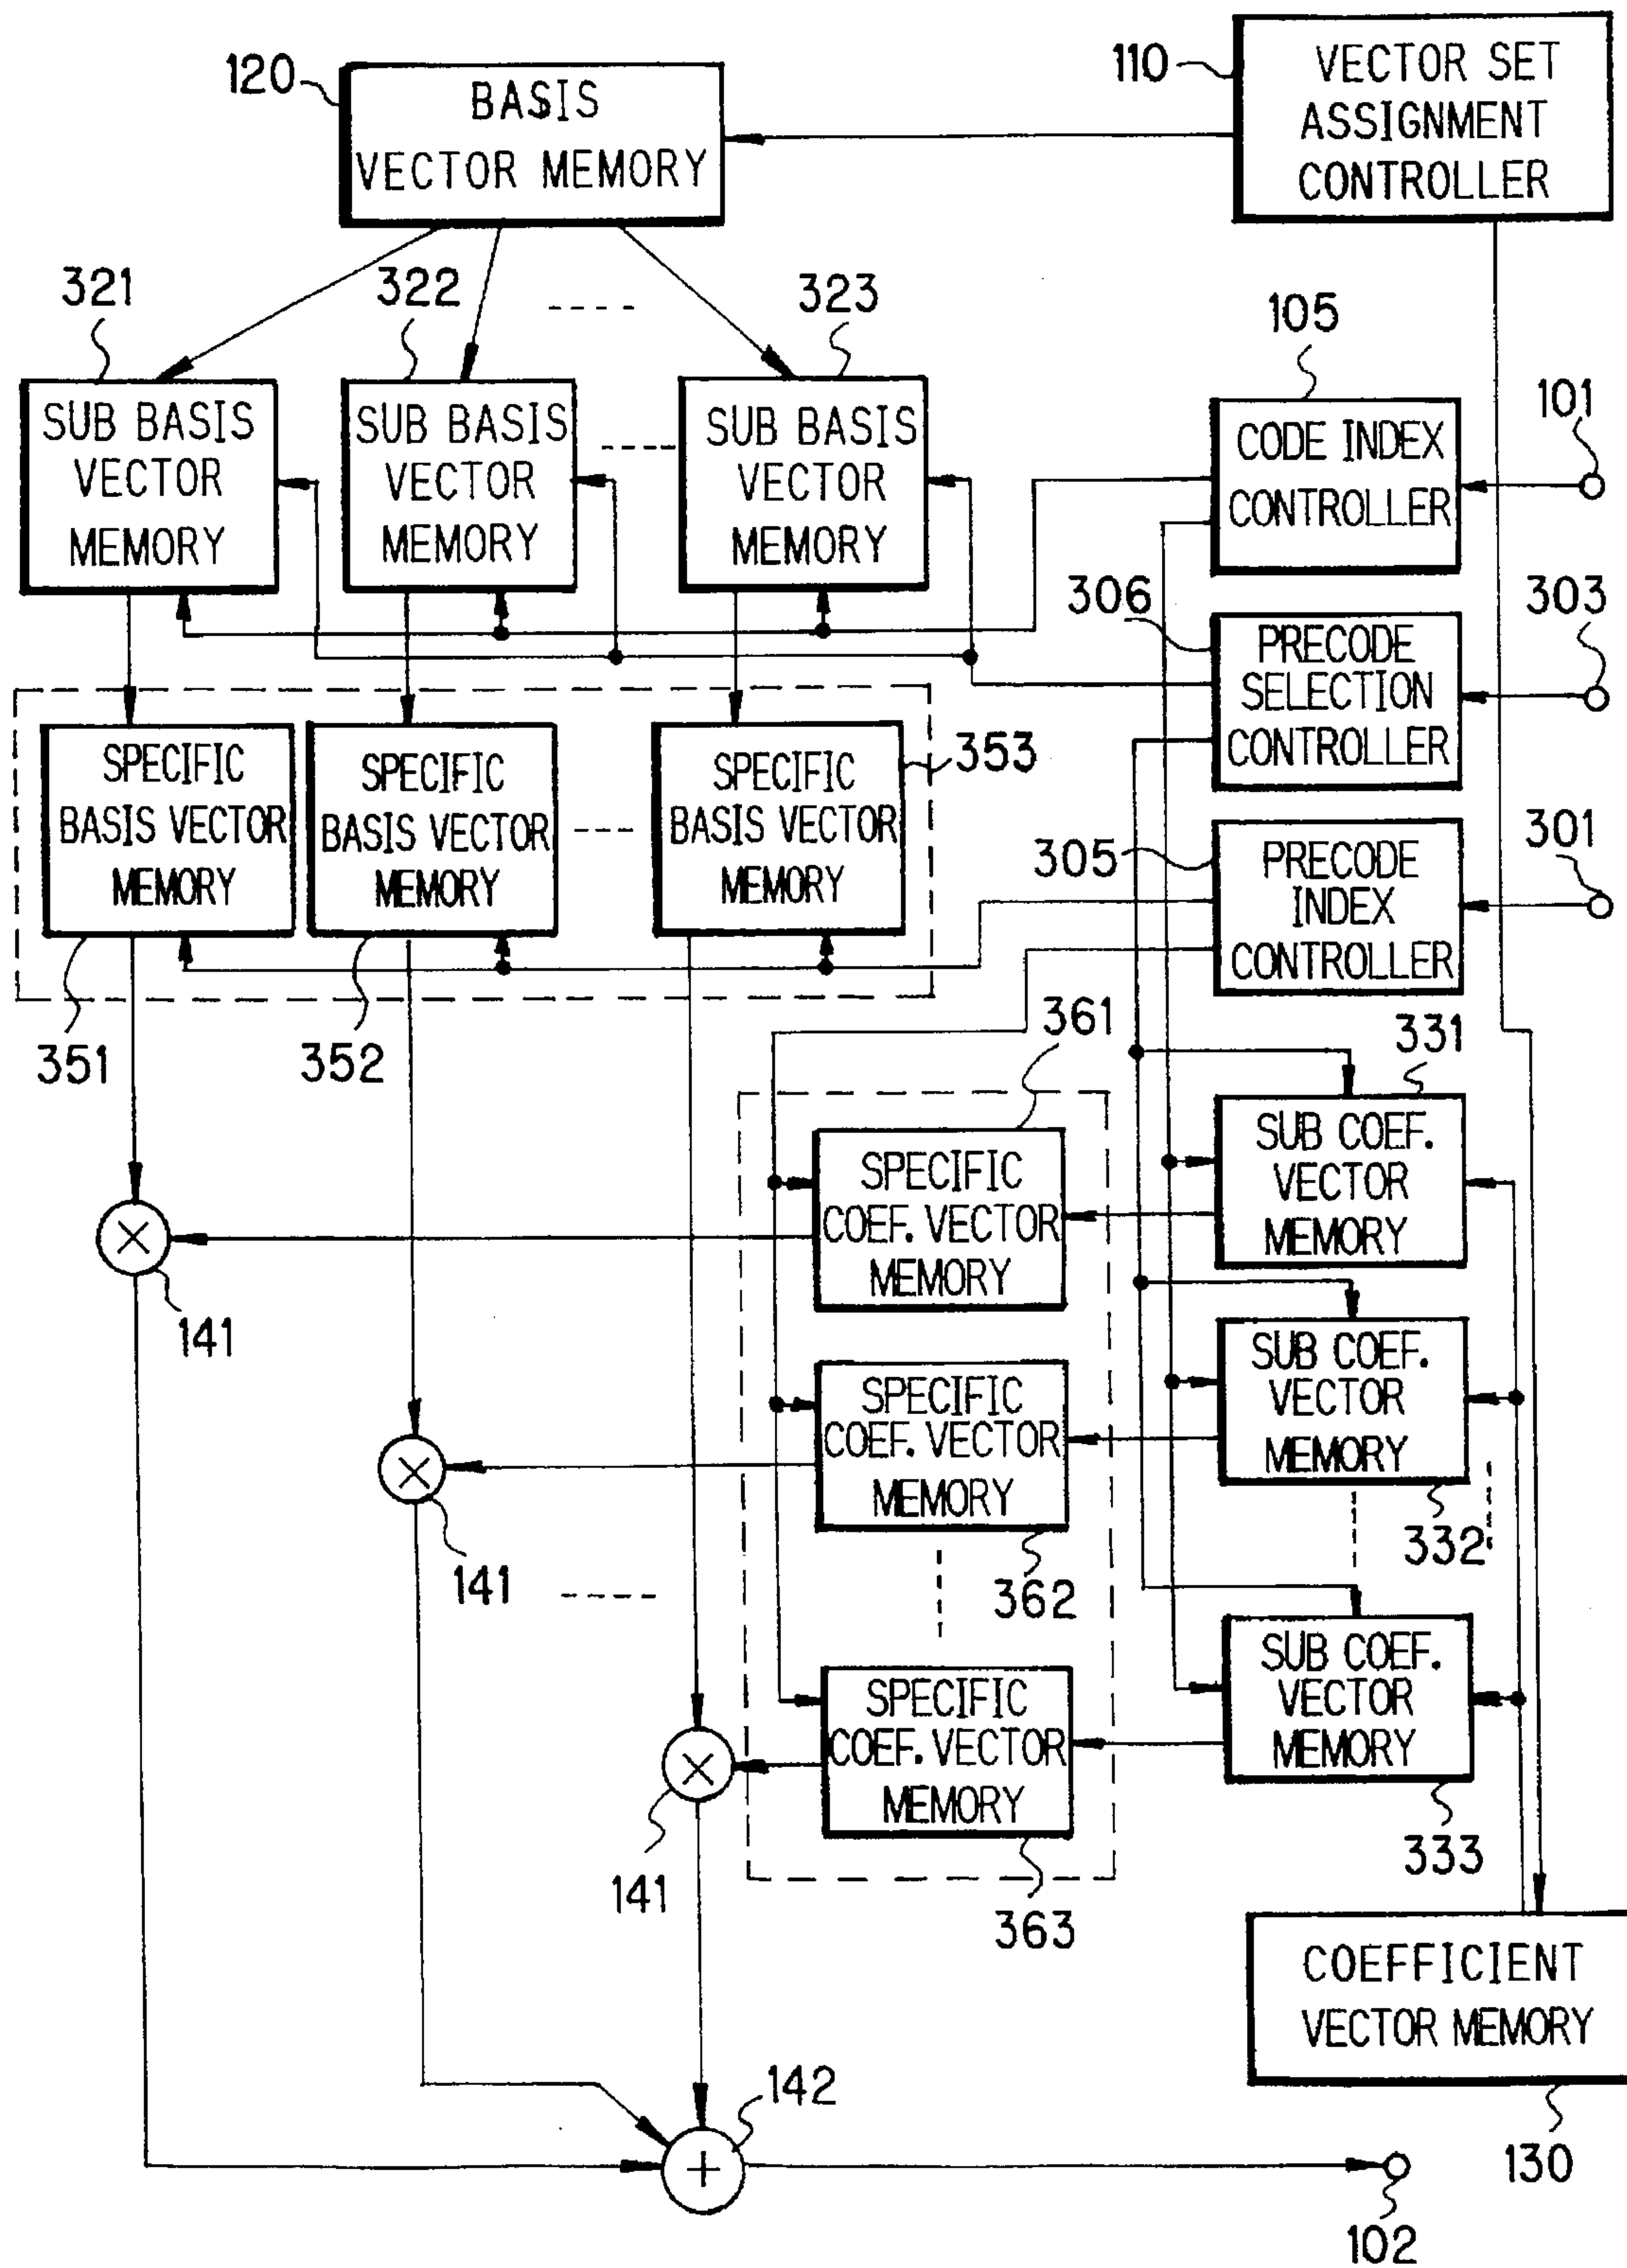 120
BASIS
VECTOR MEMORY
110
VECTOR SET
ASSIGNMENT
CONTROLLER
321
322
323
105
101
SUB BASIS
VECTOR
MEMORY
SUB BASIS
VECTOR
MEMORY
SUB BASIS
VECTOR
MEMORY
CODE INDEX
CONTROLLER
306
303
PRECODE
SELECTION
CONTROLLER
SPECIFIC
BASIS VECTOR
MEMORY
SPECIFIC
BASIS VECTOR
MEMORY
SPECIFIC
BASIS VECTOR
MEMORY
353
305
301
PRECODE
INDEX
CONTROLLER
351
352
361
331
SPECIFIC
COEF. VECTOR
MEMORY
SUB COEF.
VECTOR
MEMORY
×
141
SPECIFIC
COEF. VECTOR
MEMORY
SUB COEF.
VECTOR
MEMORY
×
141
362
332
SPECIFIC
COEF. VECTOR
MEMORY
SUB COEF.
VECTOR
MEMORY
×
141
363
333
COEFFICIENT
VECTOR MEMORY
130
142
+
102